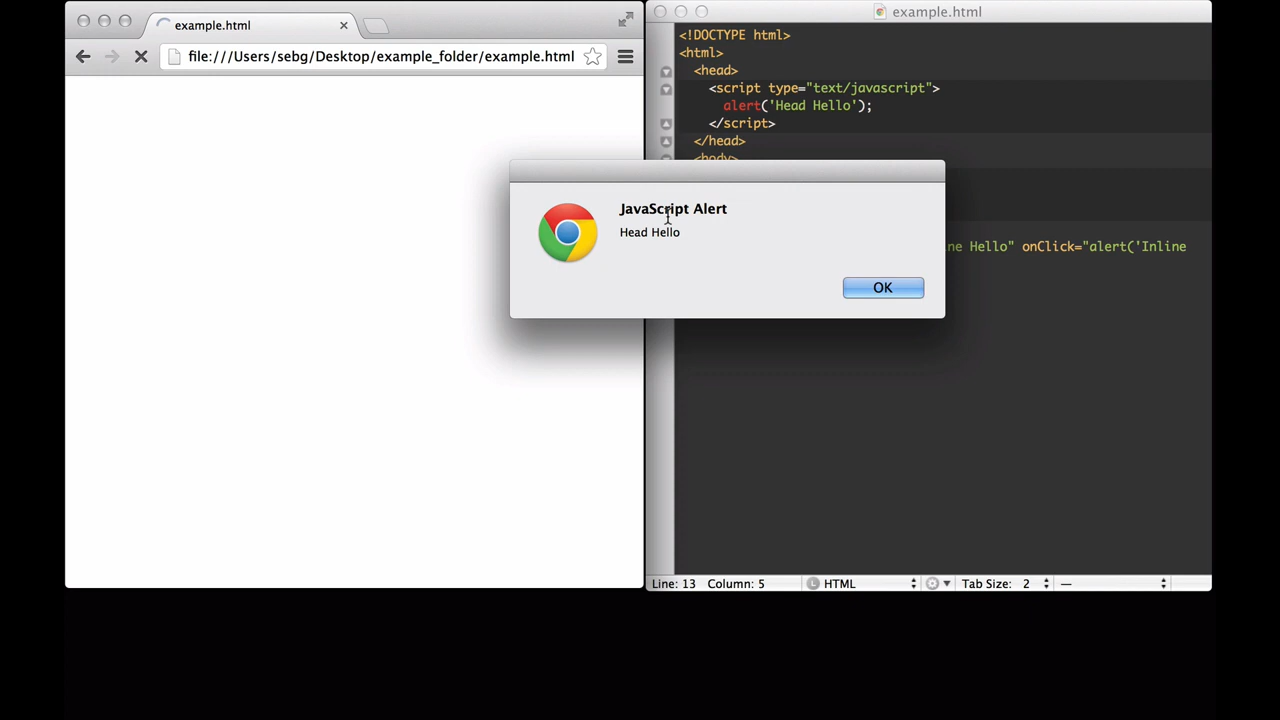 example.html
file:///Users/sebg/Desktop/example_folder/example.html
example.html
<!DOCTYPE html>
<html>
<head>
<script type="text/javascript">
alert('Head Hello');
</script>
</head>
<body>
JavaScript Alert
Head Hello
OK
Hello" onClick="alert('Inline
Line: 13 Column: 5
HTML
Tab Size: 2